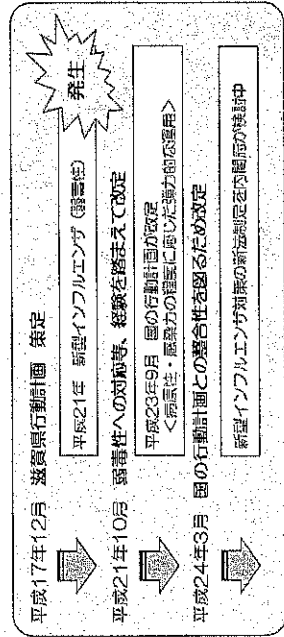 平成17年12月 滋賀県行動計画 策定
平成21年 新型インフルエンザ（弱毒性）
発生
平成21年10月 弱毒性への対応等、経験を踏まえて改定
平成23年9月 国の行動計画が改定
＜病原性・感染力の程度に応じた弾力的な運用＞
平成24年3月 国の行動計画との整合性を図るため改定
新型インフルエンザ対策の新法制定を内閣府が検討中